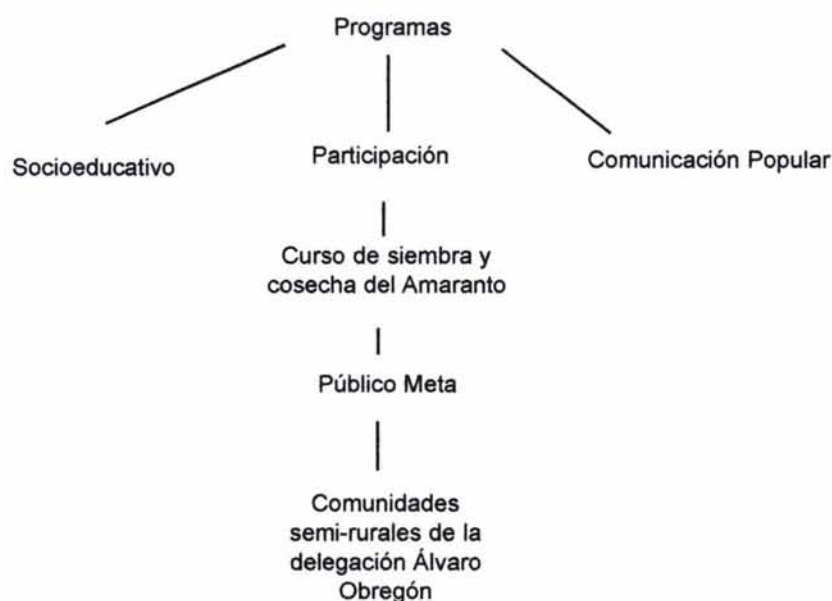 Programas
Socioeducativo
Participación
Comunicación Popular
Curso de siembra y
cosecha del Amaranto
Público Meta
Comunidades
semi-rurales de la
delegación Álvaro
Obregón